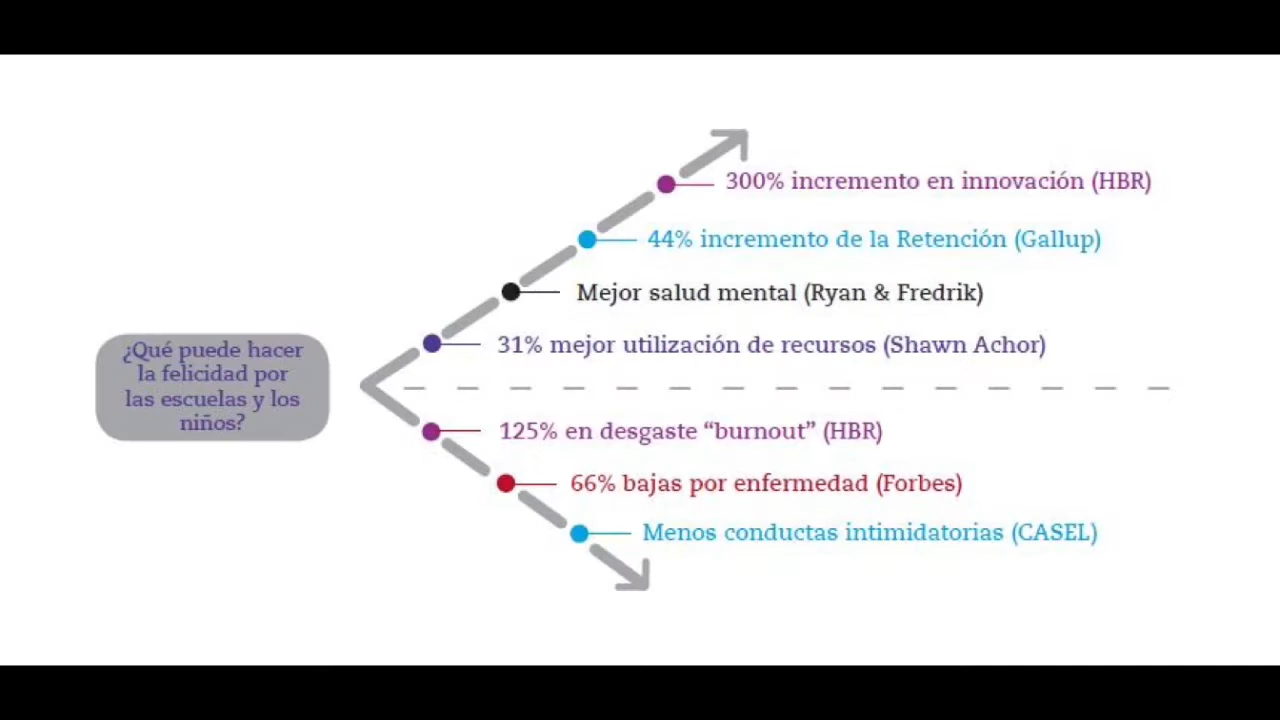 ¿Qué puede hacer
la felicidad por
las escuelas y los
niños?
300% incremento en innovación (HBR)
44% incremento de la Retención (Gallup)
Mejor salud mental (Ryan & Fredrik)
31% mejor utilización de recursos (Shawn Achor)
125% en desgaste “burnout” (HBR)
66% bajas por enfermedad (Forbes)
Menos conductas intimidatorias (CASEL)